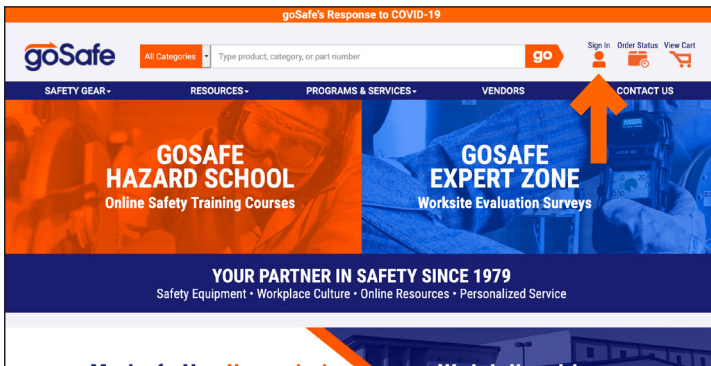 goSafe's Response to COVID-19
goSafe
All Categories
Type product, category, or part number
go
Sign In
Order Status
View Cart
SAFETY GEAR
RESOURCES
PROGRAMS & SERVICES
VENDORS
CONTACT US
GOSAFE
HAZARD SCHOOL
Online Safety Training Courses
GOSAFE
EXPERT ZONE
Worksite Evaluation Surveys
YOUR PARTNER IN SAFETY SINCE 1979
Safety Equipment • Workplace Culture • Online Resources • Personalized Service